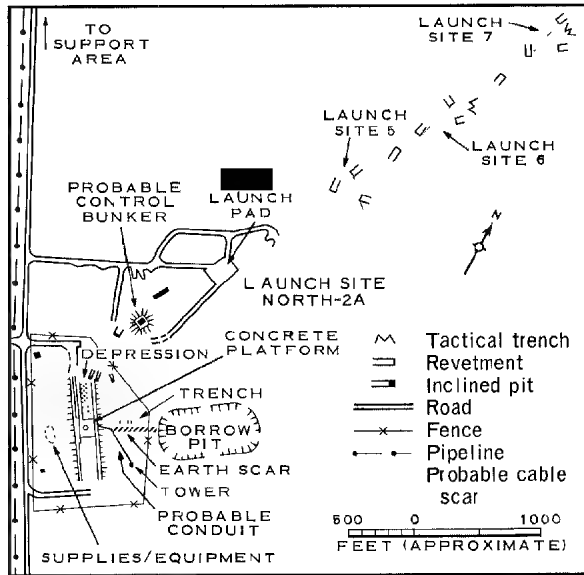 TO
SUPPORT
AREA
LAUNCH
SITE 7
LAUNCH
SITE 5
LAUNCH
SITE 6
PROBABLE
CONTROL
BUNKER
LAUNCH
PAD
N
LAUNCH SITE
NORTH-2A
CONCRETE
PLATFORM
DEPRESSION
TRENCH
BORROW
PIT
EARTH SCAR
TOWER
PROBABLE
CONDUIT
SUPPLIES/EQUIPMENT
Tactical trench
Revetment
Inclined pit
Road
Fence
Pipeline
Probable cable
scar
500 0 1000
FEET (APPROXIMATE)